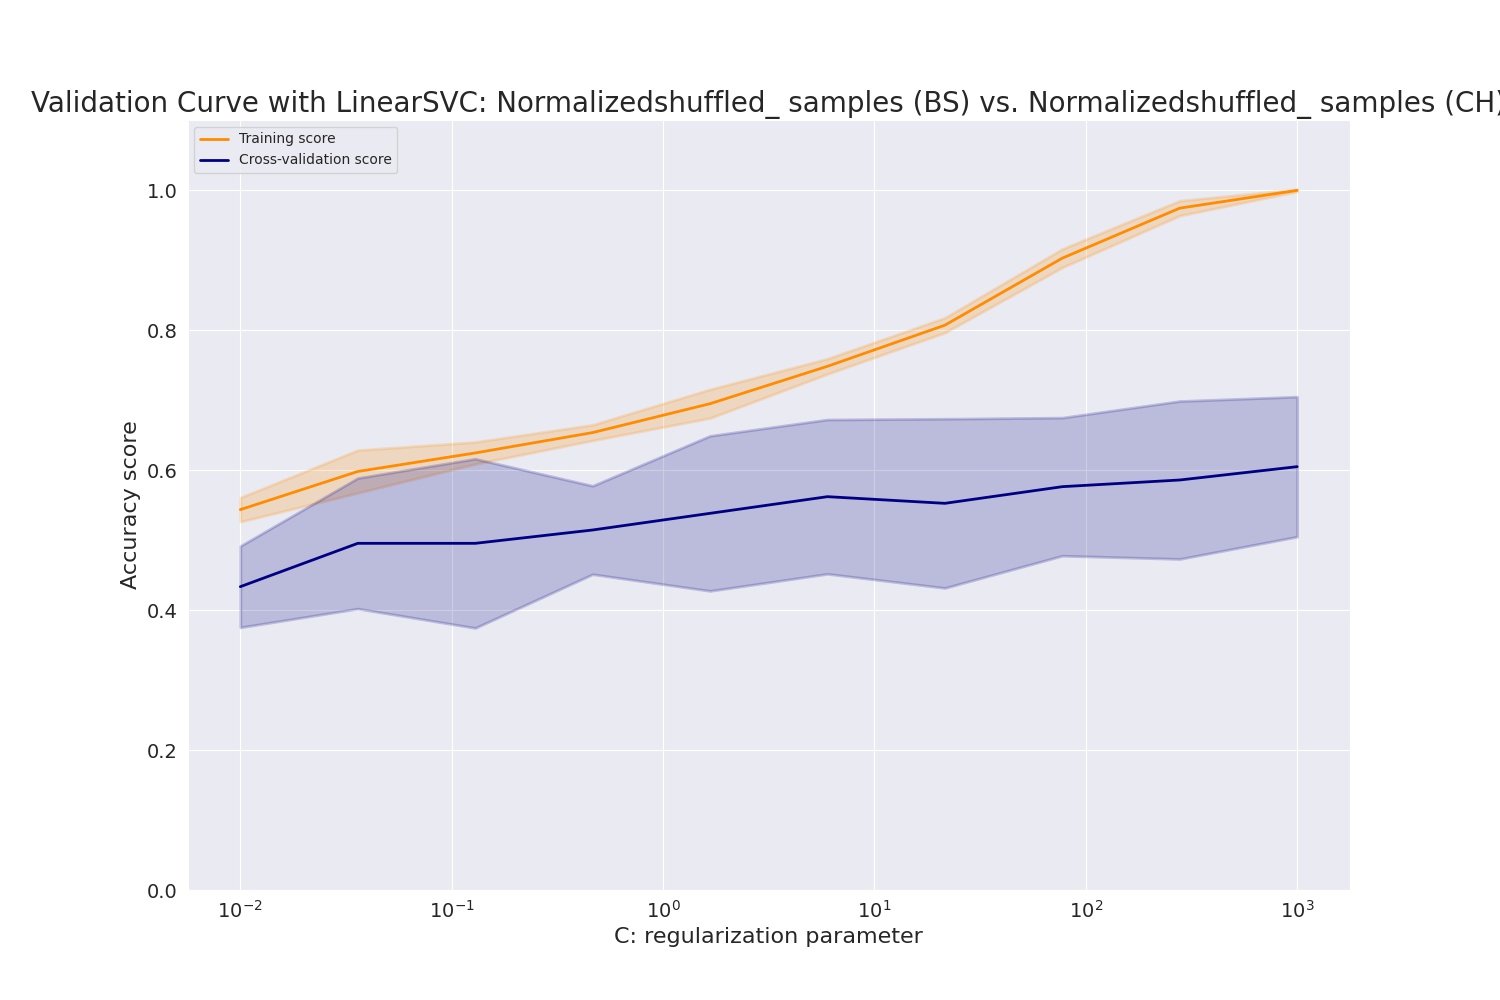 Validation Curve with LinearSVC: Normalizedshuffled_ samples (BS) vs. Normalizedshuffled_ samples (CH)
Training score
Cross-validation score
1.0
0.8
0.6
0.4
0.2
0.0
Accuracy score
10⁻² 10⁻¹ 10⁰ 10¹ 10² 10³
C: regularization parameter